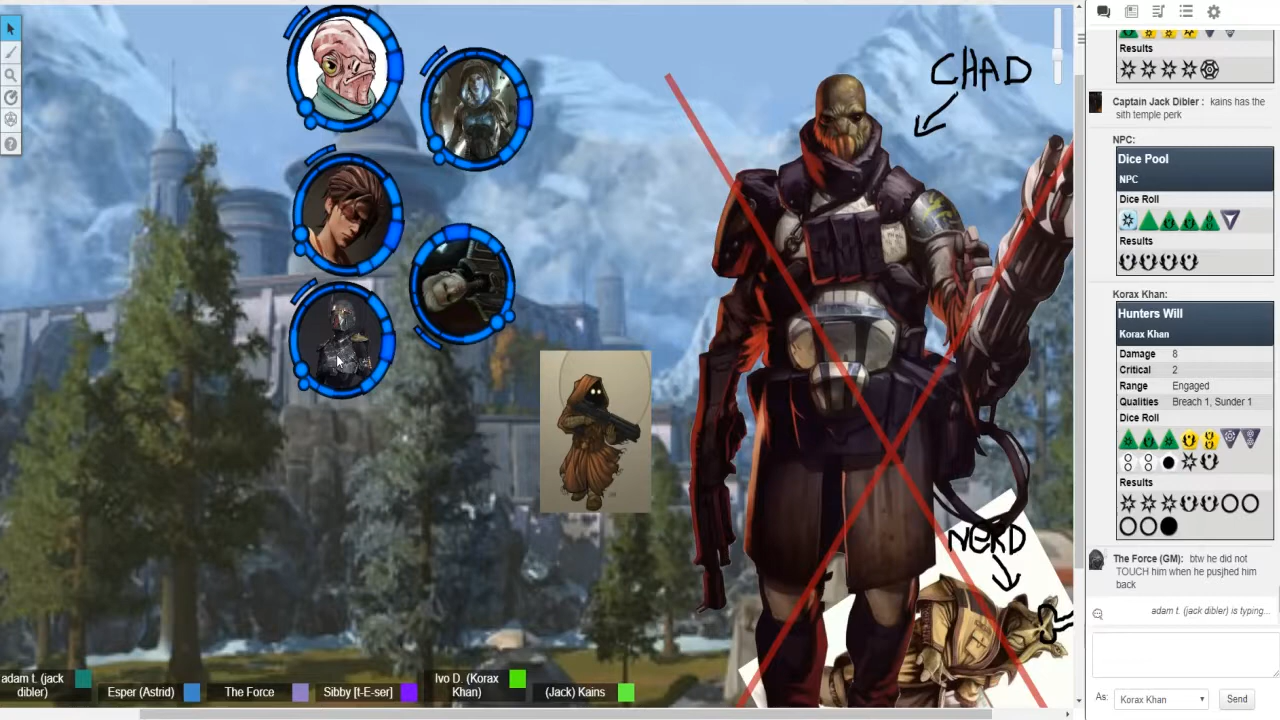 CHAD
NERD
adam t. (jack
dibler)
Esper (Astrid)
The Force
Sibby [t-E-ser]
Ivo D. (Korax
Khan)
(Jack) Kains
Results
Captain Jack Dibler : kains has the
sith temple perk
NPC:
Dice Pool
NPC
Dice Roll
Results
Korax Khan:
Hunters Will
Korax Khan
Damage 8
Critical 2
Range Engaged
Qualities Breach 1, Sunder 1
Dice Roll
Results
The Force (GM): btw he did not
TOUCH him when he pusjhed him
back
adam t. (jack dibler) is typing...
As: Korax Khan Send